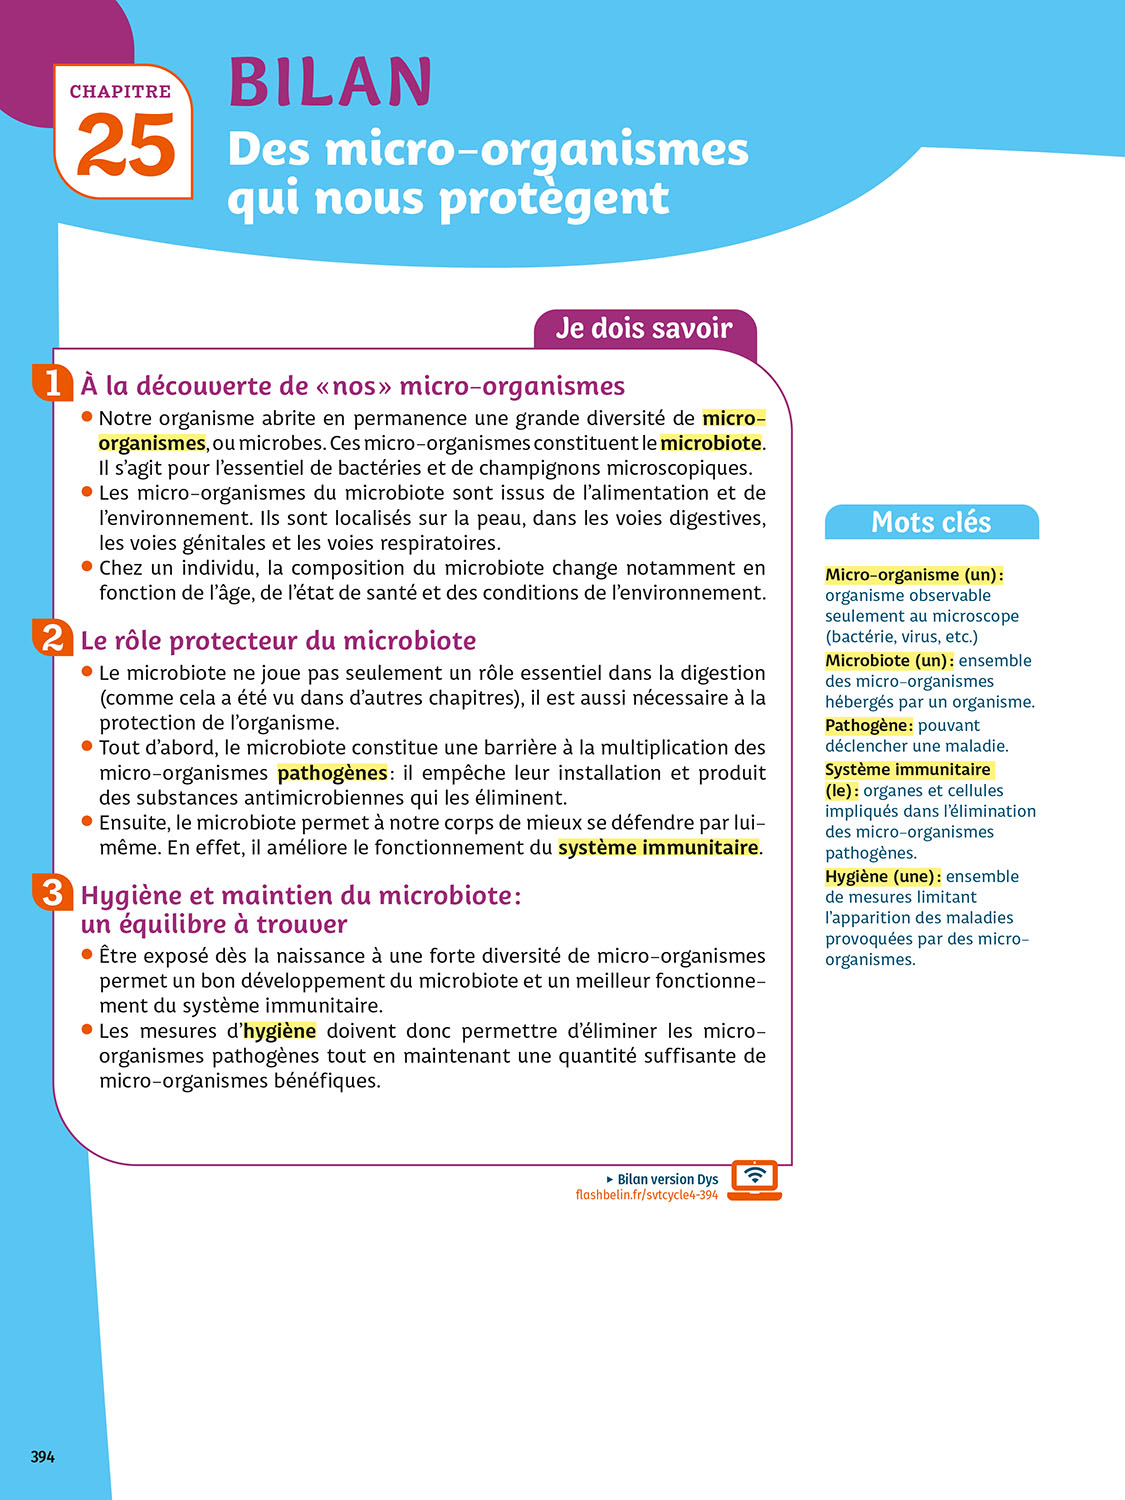 CHAPITRE
25
BILAN
Des micro-organismes
qui nous protègent
Je dois savoir
1 À la découverte de « nos » micro-organismes
• Notre organisme abrite en permanence une grande diversité de micro-
organismes, ou microbes. Ces micro-organismes constituent le microbiote.
Il s’agit pour l’essentiel de bactéries et de champignons microscopiques.
• Les micro-organismes du microbiote sont issus de l’alimentation et de
l’environnement. Ils sont localisés sur la peau, dans les voies digestives,
les voies génitales et les voies respiratoires.
• Chez un individu, la composition du microbiote change notamment en
fonction de l’âge, de l’état de santé et des conditions de l’environnement.
2 Le rôle protecteur du microbiote
• Le microbiote ne joue pas seulement un rôle essentiel dans la digestion
(comme cela a été vu dans d’autres chapitres), il est aussi nécessaire à la
protection de l’organisme.
• Tout d’abord, le microbiote constitue une barrière à la multiplication des
micro-organismes pathogènes : il empêche leur installation et produit
des substances antimicrobiennes qui les éliminent.
• Ensuite, le microbiote permet à notre corps de mieux se défendre par lui-
même. En effet, il améliore le fonctionnement du système immunitaire.
3 Hygiène et maintien du microbiote :
un équilibre à trouver
• Être exposé dès la naissance à une forte diversité de micro-organismes
permet un bon développement du microbiote et un meilleur fonctionne-
ment du système immunitaire.
• Les mesures d’hygiène doivent donc permettre d’éliminer les micro-
organismes pathogènes tout en maintenant une quantité suffisante de
micro-organismes bénéfiques.
▸ Bilan version Dys
flashbelin.fr/svtcycle4-394
Mots clés
Micro-organisme (un) :
organisme observable
seulement au microscope
(bactérie, virus, etc.)
Microbiote (un) : ensemble
des micro-organismes
hébergés par un organisme.
Pathogène : pouvant
déclencher une maladie.
Système immunitaire
(le) : organes et cellules
impliqués dans l’élimination
des micro-organismes
pathogènes.
Hygiène (une) : ensemble
de mesures limitant
l’apparition des maladies
provoquées par des micro-
organismes.
394